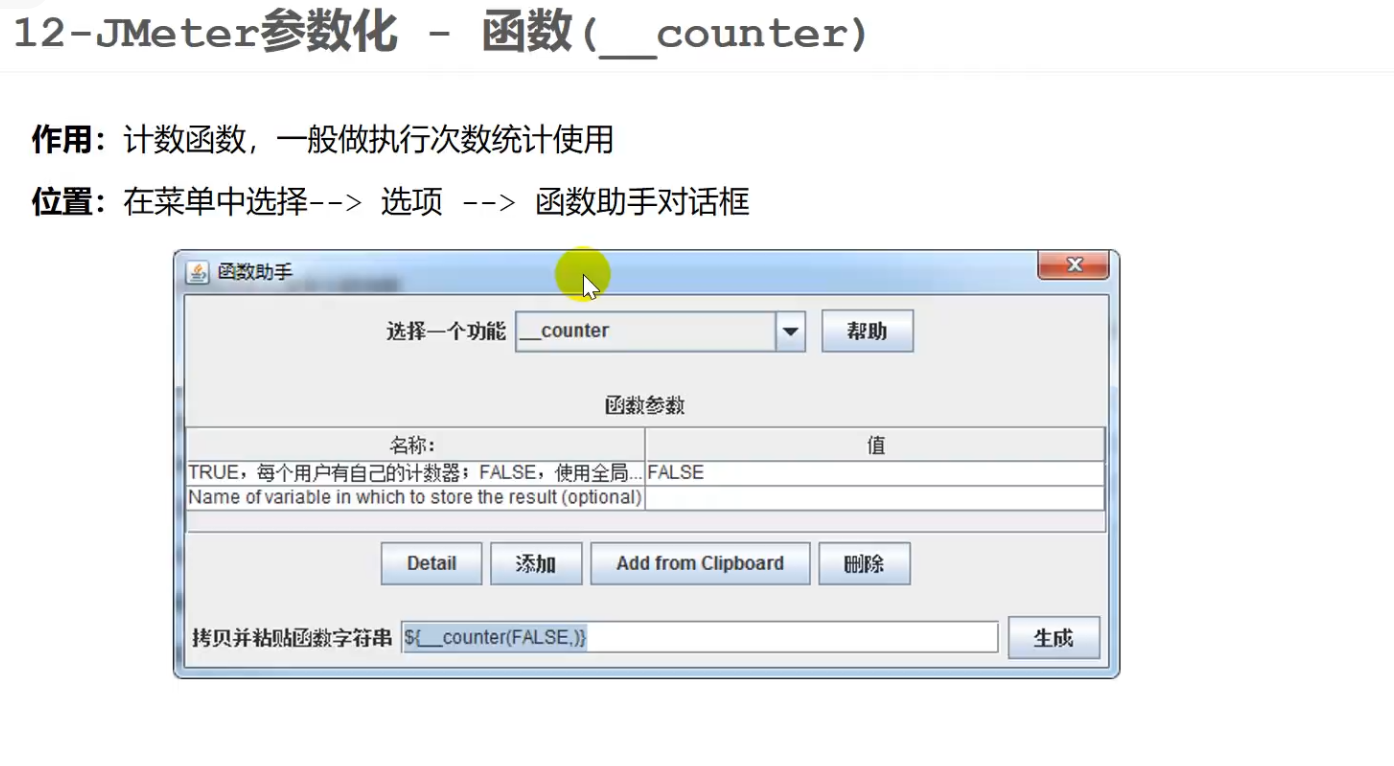 12-JMeter参数化 - 函数(__counter)
作用：计数函数，一般做执行次数统计使用
位置：在菜单中选择--> 选项 --> 函数助手对话框
函数助手
选择一个功能 __counter 帮助
函数参数
名称: 值
TRUE，每个用户有自己的计数器；FALSE，使用全局... FALSE
Name of variable in which to store the result (optional)
Detail 添加 Add from Clipboard 删除
拷贝并粘贴函数字符串 ${__counter(FALSE,)} 生成